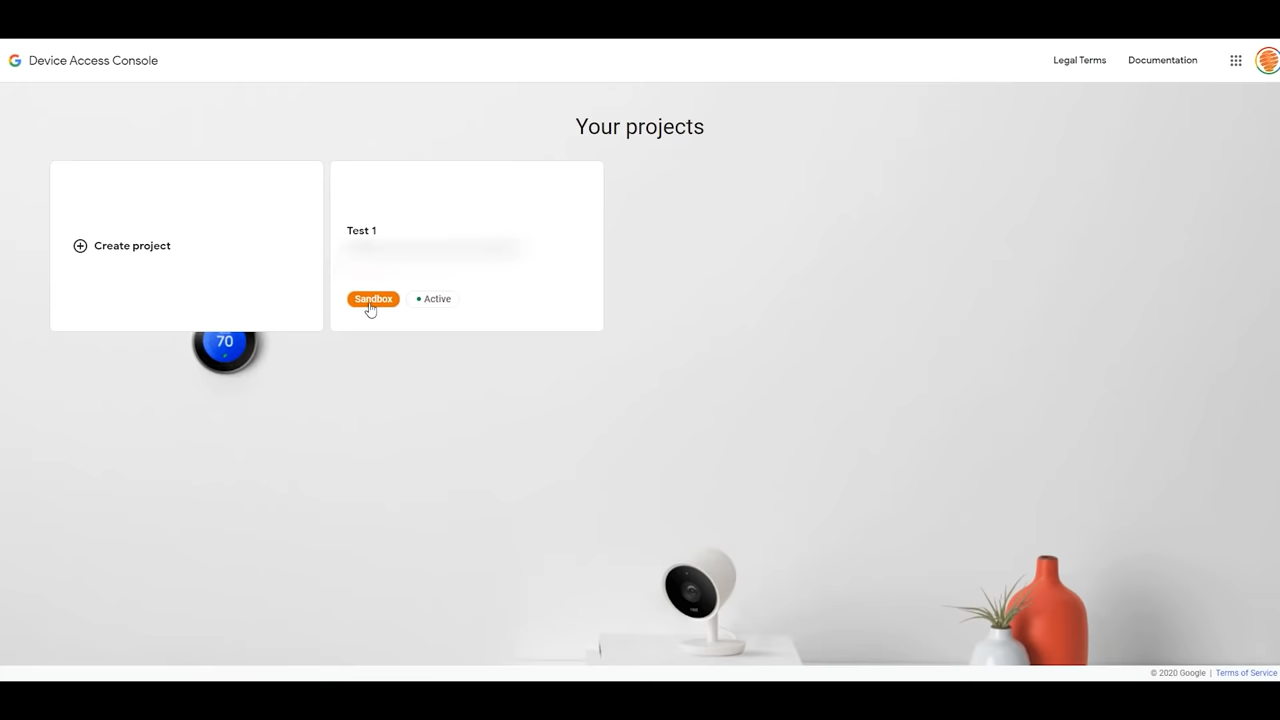 Device Access Console
Legal Terms
Documentation
Your projects
Create project
Test 1
Sandbox
Active
70
© 2020 Google | Terms of Service